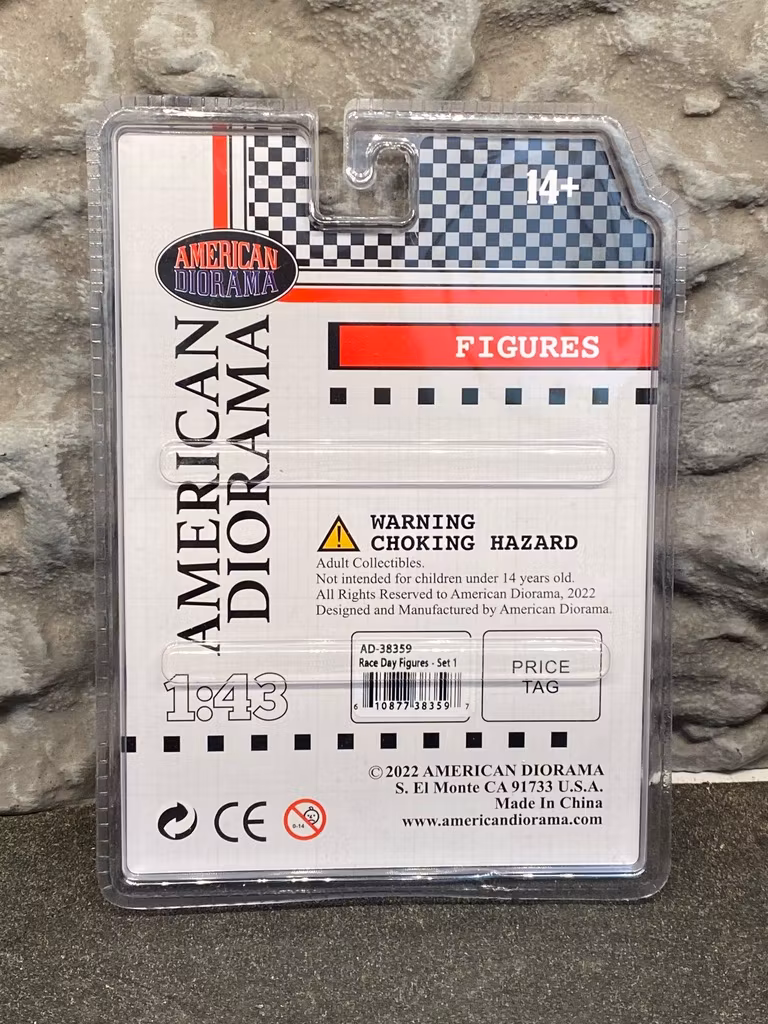 14+
AMERICAN
DIORAMA
FIGURES
AMERICAN
DIORAMA
WARNING
CHOKING HAZARD
Adult Collectibles.
Not intended for children under 14 years old.
All Rights Reserved to American Diorama, 2022
Designed and Manufactured by American Diorama.
AD-38359
Race Day Figures - Set 1
6 10877 38359 7
PRICE
TAG
1:43
© 2022 AMERICAN DIORAMA
S. El Monte CA 91733 U.S.A.
Made In China
www.americandiorama.com
CE
0-14